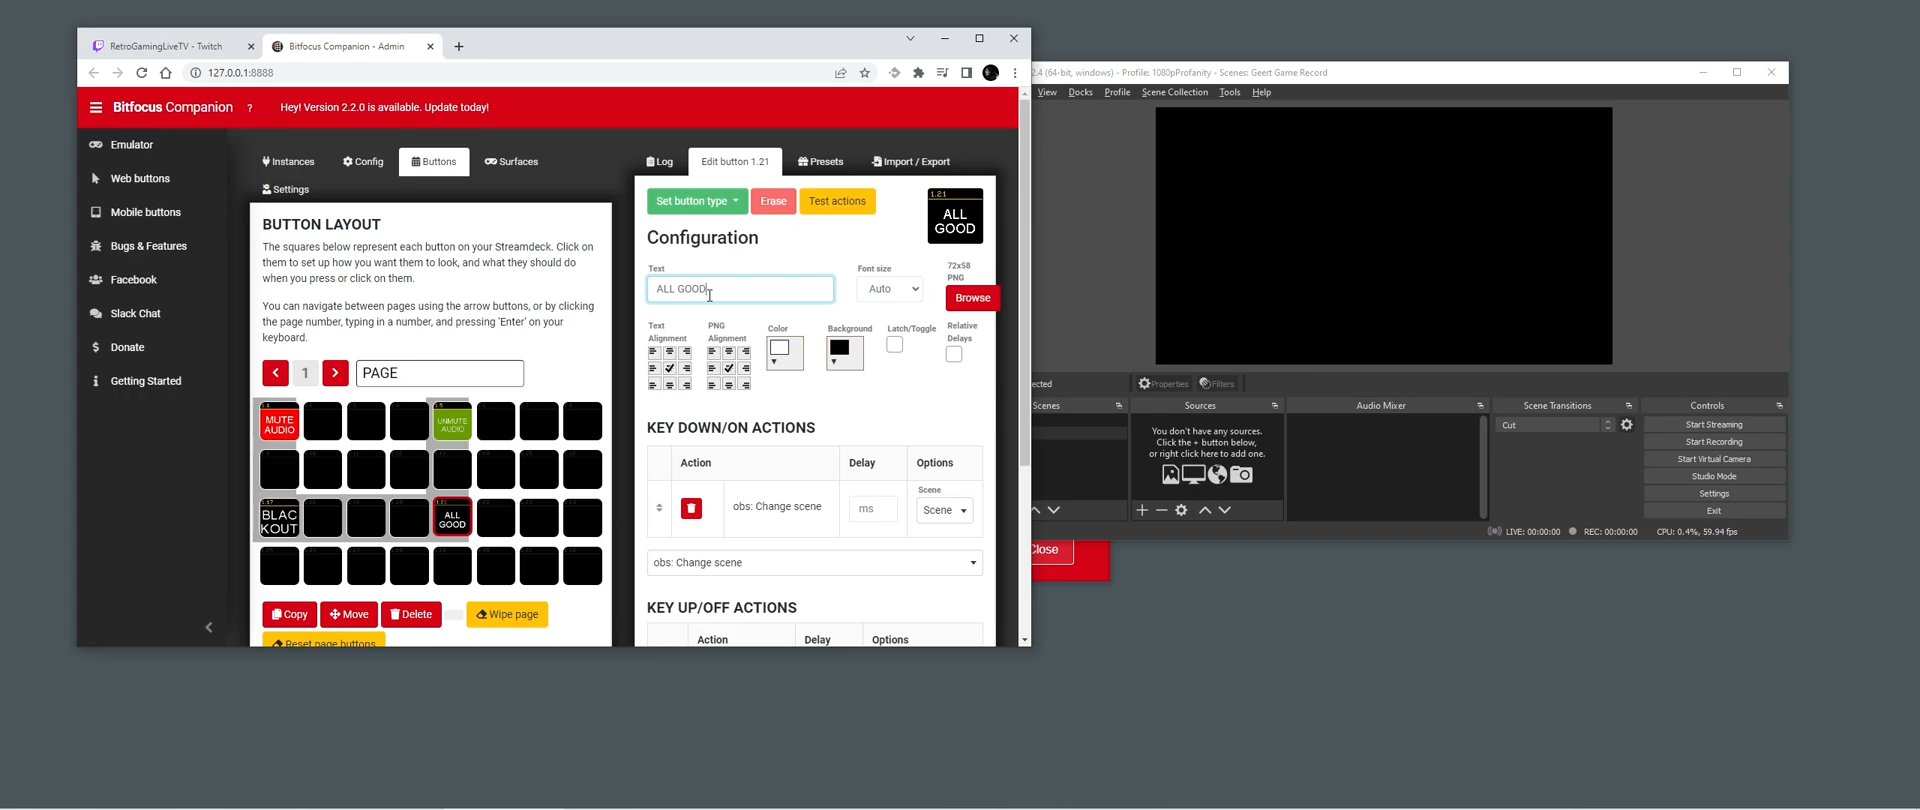 RetroGamingLiveTV - Twitch
Bitfocus Companion - Admin
127.0.0.1:8888
Bitfocus Companion
?
Hey! Version 2.2.0 is available. Update today!
Emulator
Web buttons
Mobile buttons
Bugs & Features
Facebook
Slack Chat
Donate
Getting Started
Instances
Config
Buttons
Surfaces
Settings
BUTTON LAYOUT
The squares below represent each button on your Streamdeck. Click on
them to set up how you want them to look, and what they should do
when you press or click on them.
You can navigate between pages using the arrow buttons, or by clicking
the page number, typing in a number, and pressing 'Enter' on your
keyboard.
1
PAGE
MUTE
AUDIO
UNMUTE
AUDIO
1.17
BLAC
KOUT
1.21
ALL
GOOD
Copy
Move
Delete
Wipe page
Reset page buttons
Log
Edit button 1.21
Presets
Import / Export
Set button type
Erase
Test actions
1.21
ALL
GOOD
Configuration
Text
ALL GOOD
Font size
Auto
72x58
PNG
Browse
Text
Alignment
PNG
Alignment
Color
Background
Latch/Toggle
Relative
Delays
KEY DOWN/ON ACTIONS
Action
Delay
Options
obs: Change scene
ms
Scene
Scene
obs: Change scene
KEY UP/OFF ACTIONS
Action
Delay
Options
2.4 (64-bit, windows) - Profile: 1080pProfanity - Scenes: Geert Game Record
View
Docks
Profile
Scene Collection
Tools
Help
ected
Properties
Filters
Scenes
Sources
Audio Mixer
Scene Transitions
Controls
You don't have any sources.
Click the + button below,
or right click here to add one.
Cut
Start Streaming
Start Recording
Start Virtual Camera
Studio Mode
Settings
Exit
LIVE: 00:00:00
REC: 00:00:00
CPU: 0.4%, 59.94 fps
Close